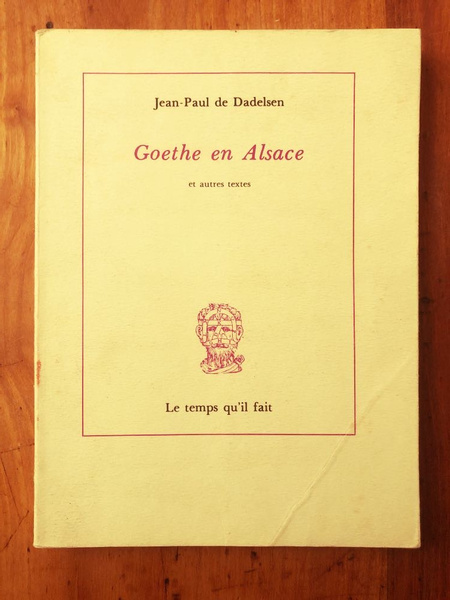 Jean-Paul de Dadelsen
Goethe en Alsace
et autres textes
Le temps qu'il fait